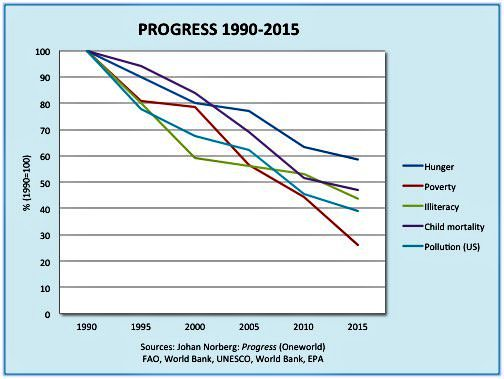 PROGRESS 1990-2015
% (1990=100)
100
90
80
70
60
50
40
30
20
10
0
1990 1995 2000 2005 2010 2015
Hunger
Poverty
Illiteracy
Child mortality
Pollution (US)
Sources: Johan Norberg: Progress (Oneworld)
FAO, World Bank, UNESCO, World Bank, EPA